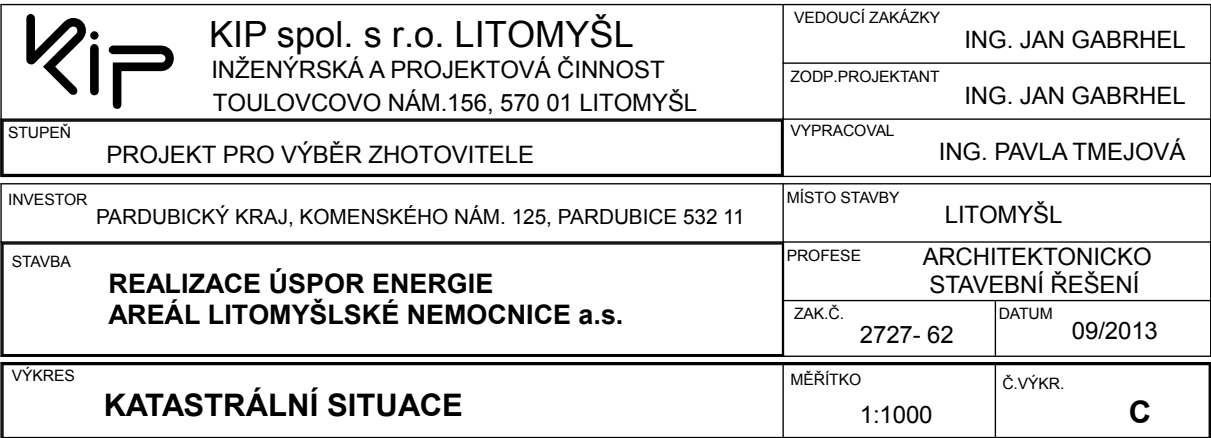 KIP
KIP spol. s r.o. LITOMYŠL
INŽENÝRSKÁ A PROJEKTOVÁ ČINNOST
TOULOVCOVO NÁM.156, 570 01 LITOMYŠL
VEDOUCÍ ZAKÁZKY
ING. JAN GABRHEL
ZODP.PROJEKTANT
ING. JAN GABRHEL
STUPEŇ
PROJEKT PRO VÝBĚR ZHOTOVITELE
VYPRACOVAL
ING. PAVLA TMEJOVÁ
INVESTOR
PARDUBICKÝ KRAJ, KOMENSKÉHO NÁM. 125, PARDUBICE 532 11
MÍSTO STAVBY
LITOMYŠL
STAVBA
REALIZACE ÚSPOR ENERGIE
AREÁL LITOMYŠLSKÉ NEMOCNICE a.s.
PROFESE
ARCHITEKTONICKO
STAVEBNÍ ŘEŠENÍ
ZAK.Č.
2727- 62
DATUM
09/2013
VÝKRES
KATASTRÁLNÍ SITUACE
MĚŘÍTKO
1:1000
Č.VÝKR.
C